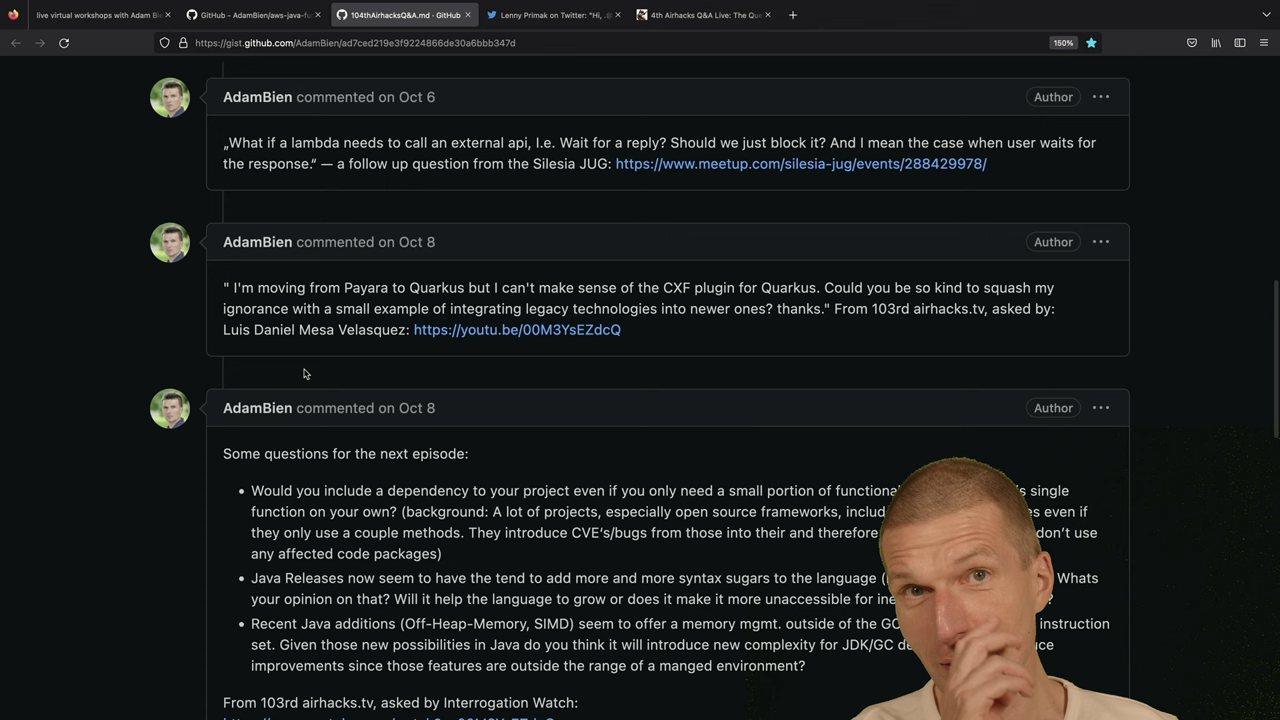 live virtual workshops with Adam Bi
GitHub - AdamBien/aws-java-fu
104thAirhacksQ&A.md · GitHub
Lenny Primak on Twitter: "Hi, .@
4th Airhacks Q&A Live: The Que
https://gist.github.com/AdamBien/ad7ced219e3f9224866de30a6bbb347d
150%
AdamBien commented on Oct 6
Author
„What if a lambda needs to call an external api, I.e. Wait for a reply? Should we just block it? And I mean the case when user waits for
the response.“ — a follow up question from the Silesia JUG: https://www.meetup.com/silesia-jug/events/288429978/
AdamBien commented on Oct 8
Author
" I'm moving from Payara to Quarkus but I can't make sense of the CXF plugin for Quarkus. Could you be so kind to squash my
ignorance with a small example of integrating legacy technologies into newer ones? thanks." From 103rd airhacks.tv, asked by:
Luis Daniel Mesa Velasquez: https://youtu.be/00M3YsEZdcQ
AdamBien commented on Oct 8
Author
Some questions for the next episode:
Would you include a dependency to your project even if you only need a small portion of functional s single
function on your own? (background: A lot of projects, especially open source frameworks, includ es even if
they only use a couple methods. They introduce CVE's/bugs from those into their and therefore don't use
any affected code packages)
Java Releases now seem to have the tend to add more and more syntax sugars to the language ( Whats
your opinion on that? Will it help the language to grow or does it make it more unaccessible for ine
Recent Java additions (Off-Heap-Memory, SIMD) seem to offer a memory mgmt. outside of the GC instruction
set. Given those new possibilities in Java do you think it will introduce new complexity for JDK/GC de uce
improvements since those features are outside the range of a manged environment?
From 103rd airhacks.tv, asked by Interrogation Watch: